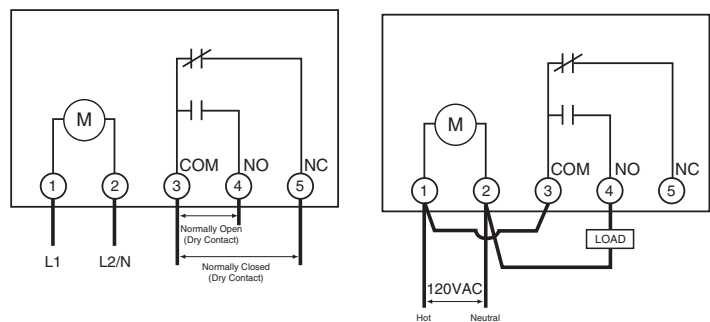 M
COM NO NC
1 2 3 4 5
Normally Open
(Dry Contact)
L1 L2/N
Normally Closed
(Dry Contact)
M
COM NO NC
1 2 3 4 5
LOAD
120VAC
Hot Neutral